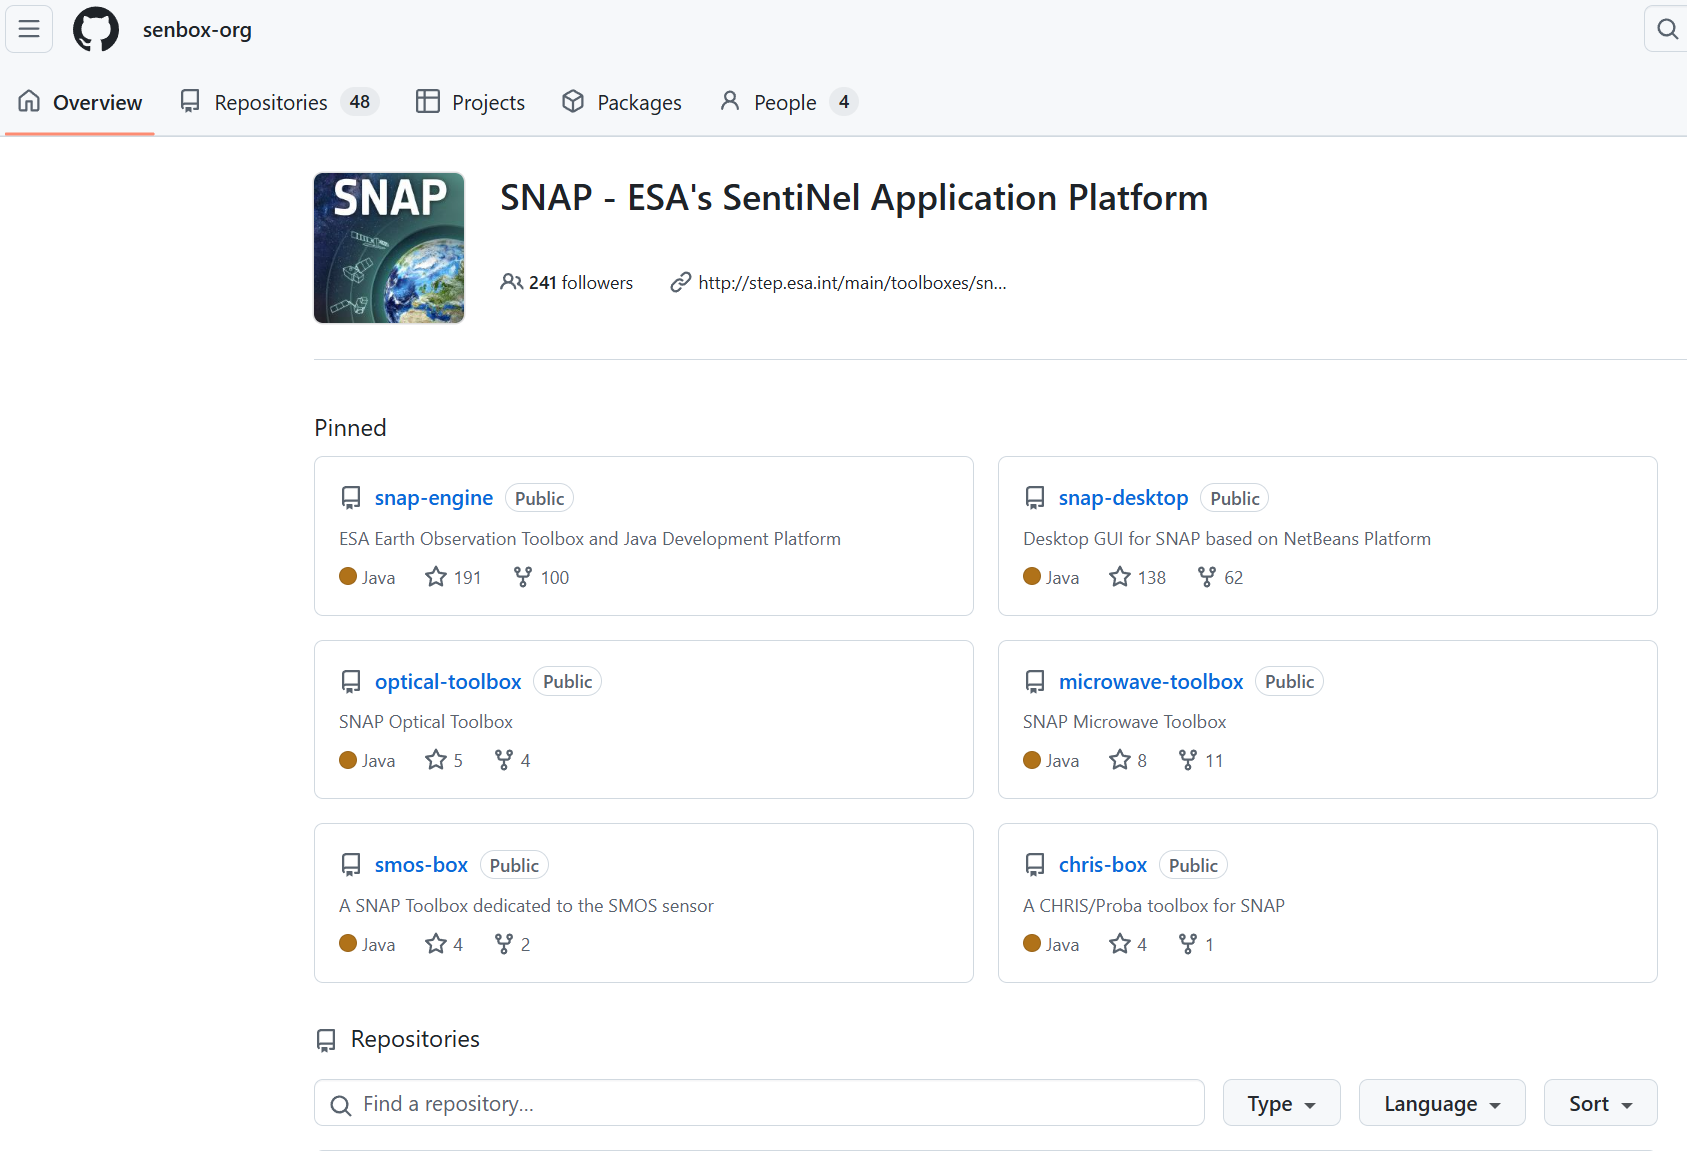 senbox-org
Overview
Repositories 48
Projects
Packages
People 4
SNAP
SNAP - ESA's SentiNel Application Platform
241 followers
http://step.esa.int/main/toolboxes/sn...
Pinned
snap-engine Public
ESA Earth Observation Toolbox and Java Development Platform
Java 191 100
snap-desktop Public
Desktop GUI for SNAP based on NetBeans Platform
Java 138 62
optical-toolbox Public
SNAP Optical Toolbox
Java 5 4
microwave-toolbox Public
SNAP Microwave Toolbox
Java 8 11
smos-box Public
A SNAP Toolbox dedicated to the SMOS sensor
Java 4 2
chris-box Public
A CHRIS/Proba toolbox for SNAP
Java 4 1
Repositories
Find a repository...
Type
Language
Sort